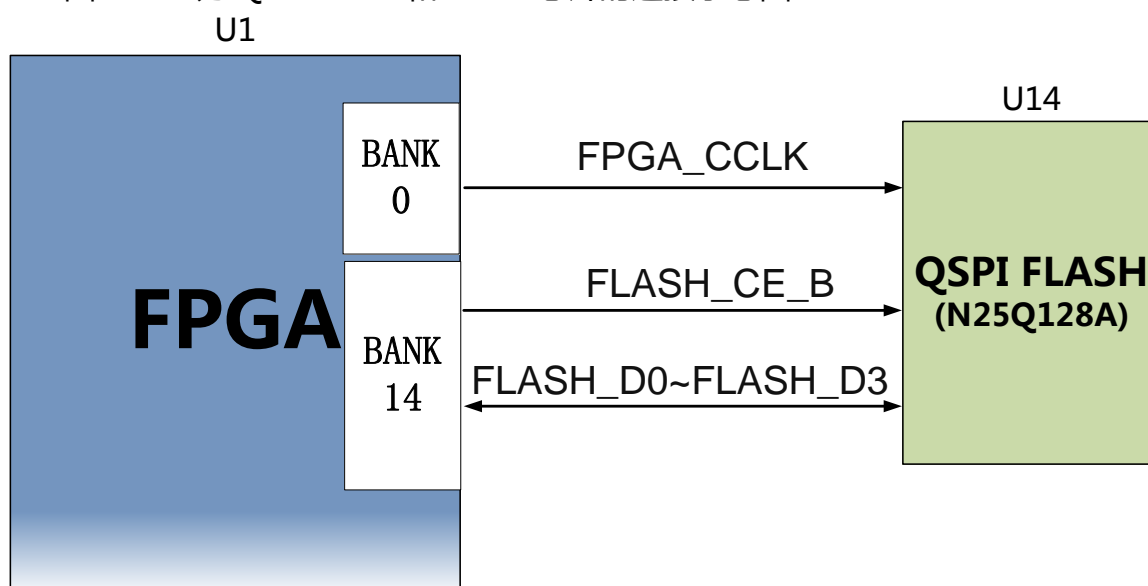 U1
U14
BANK
0
FPGA_CCLK
FPGA
BANK
14
FLASH_CE_B
FLASH_D0~FLASH_D3
QSPI FLASH
(N25Q128A)